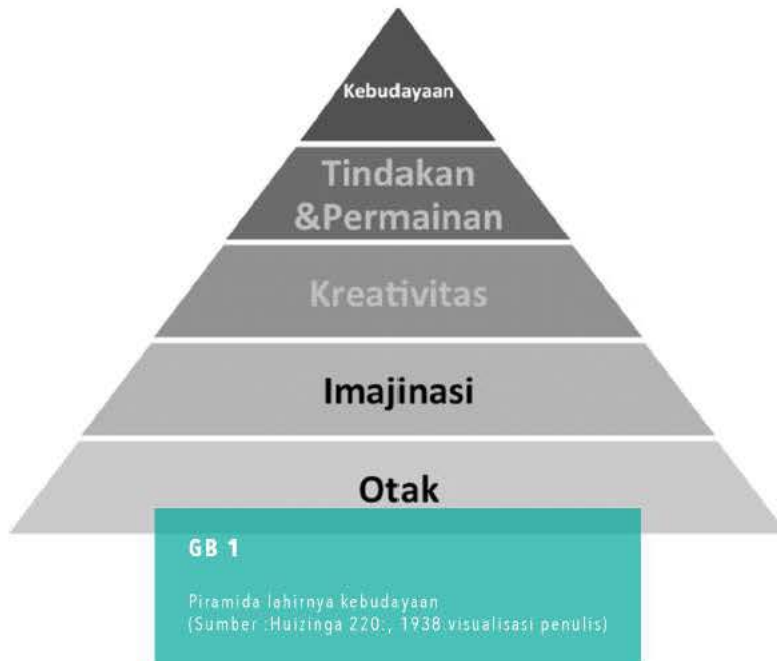 Kebudayaan
Tindakan
&Permainan
Kreativitas
Imajinasi
Otak
GB 1
Piramida lahirnya kebudayaan
(Sumber :Huizinga 220:, 1938.visualisasi penulis)